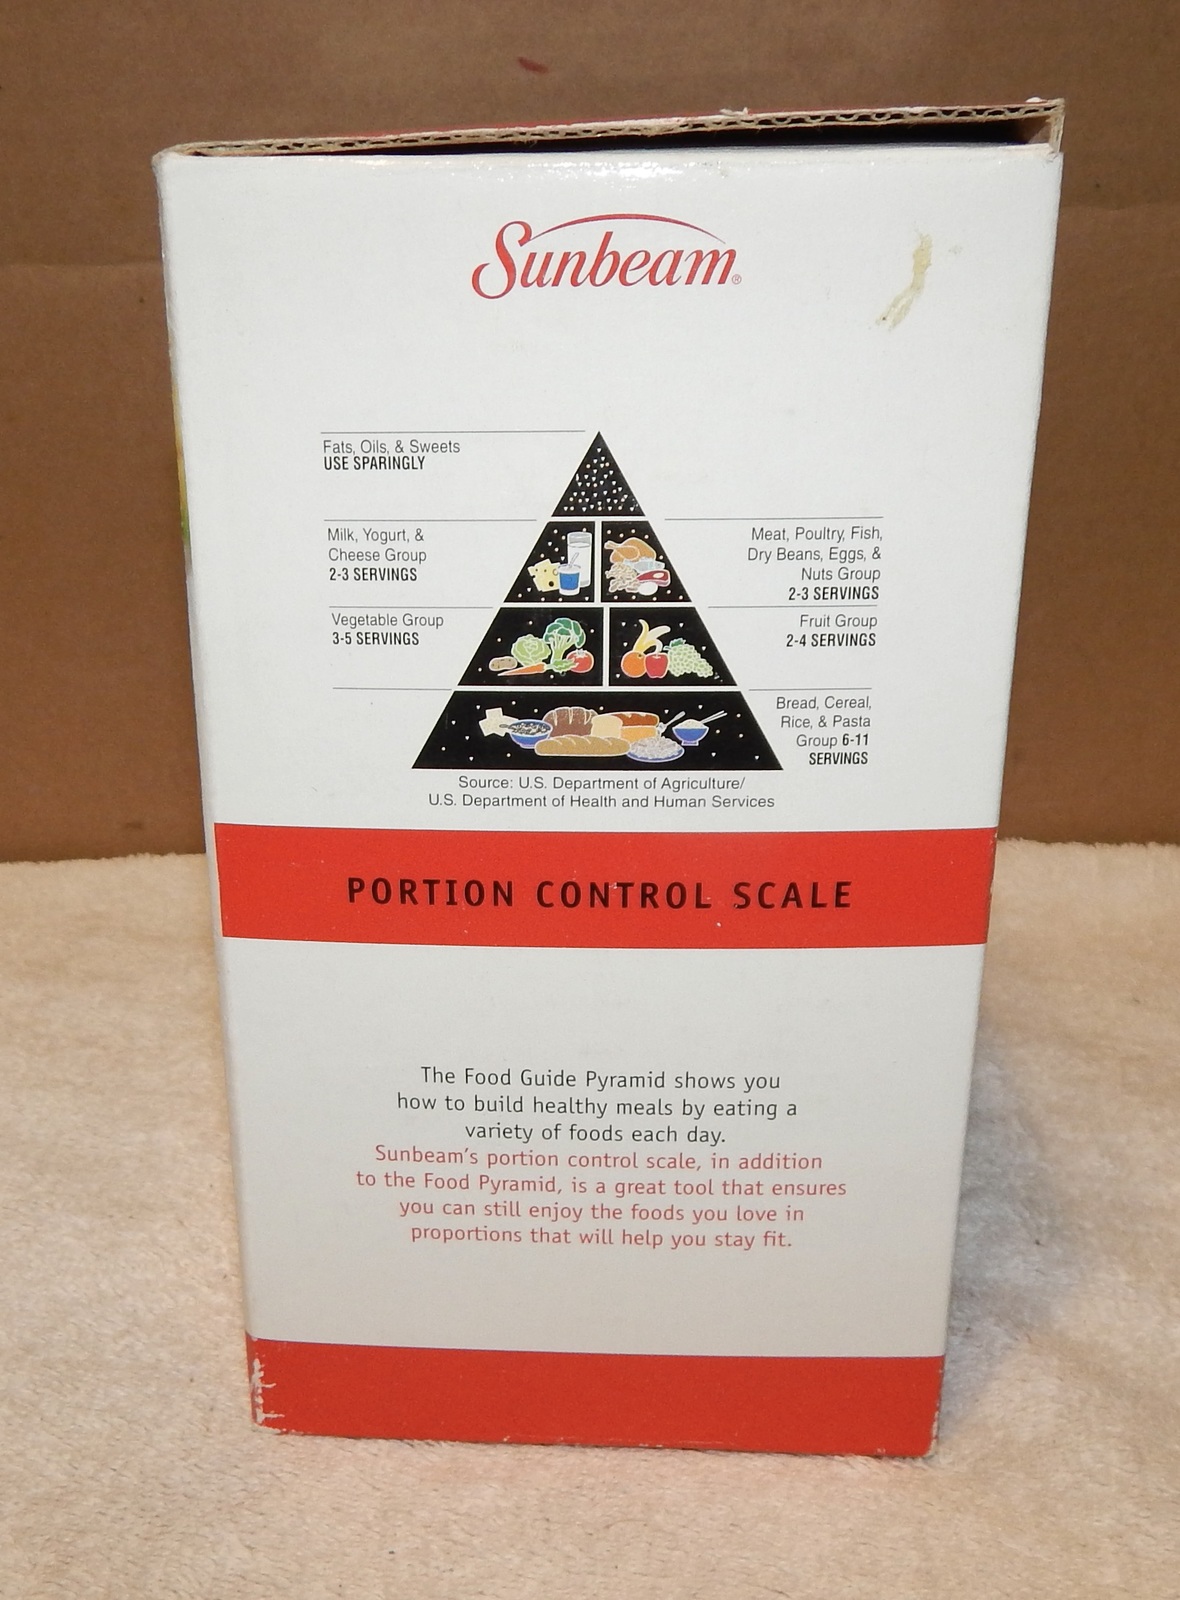 Sunbeam®
Fats, Oils, & Sweets
USE SPARINGLY
Milk, Yogurt, &
Cheese Group
2-3 SERVINGS
Meat, Poultry, Fish,
Dry Beans, Eggs, &
Nuts Group
2-3 SERVINGS
Vegetable Group
3-5 SERVINGS
Fruit Group
2-4 SERVINGS
Bread, Cereal,
Rice, & Pasta
Group 6-11
SERVINGS
Source: U.S. Department of Agriculture/
U.S. Department of Health and Human Services
PORTION CONTROL SCALE
The Food Guide Pyramid shows you
how to build healthy meals by eating a
variety of foods each day.
Sunbeam's portion control scale, in addition
to the Food Pyramid, is a great tool that ensures
you can still enjoy the foods you love in
proportions that will help you stay fit.